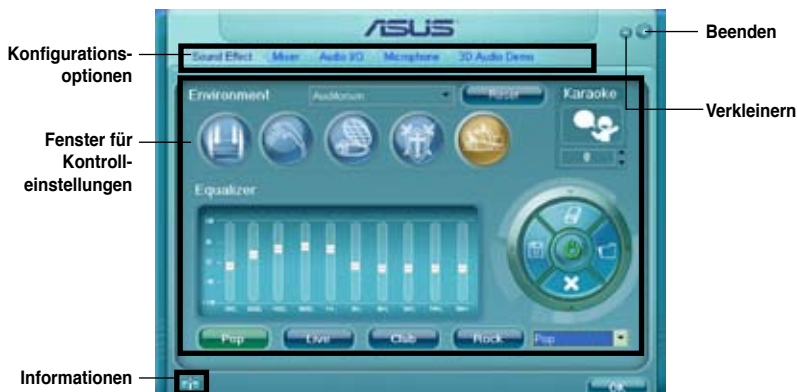 ASUS
Beenden
Konfigurations-
optionen
Sound Effect Mixer Audio I/O Microphone 3D Audio Demo
Verkleinern
Environment Auditorium Reset Karaoke
Fenster für
Kontroll-
einstellungen
0
Equalizer
Pop Live Club Rock Pop
Informationen
OK